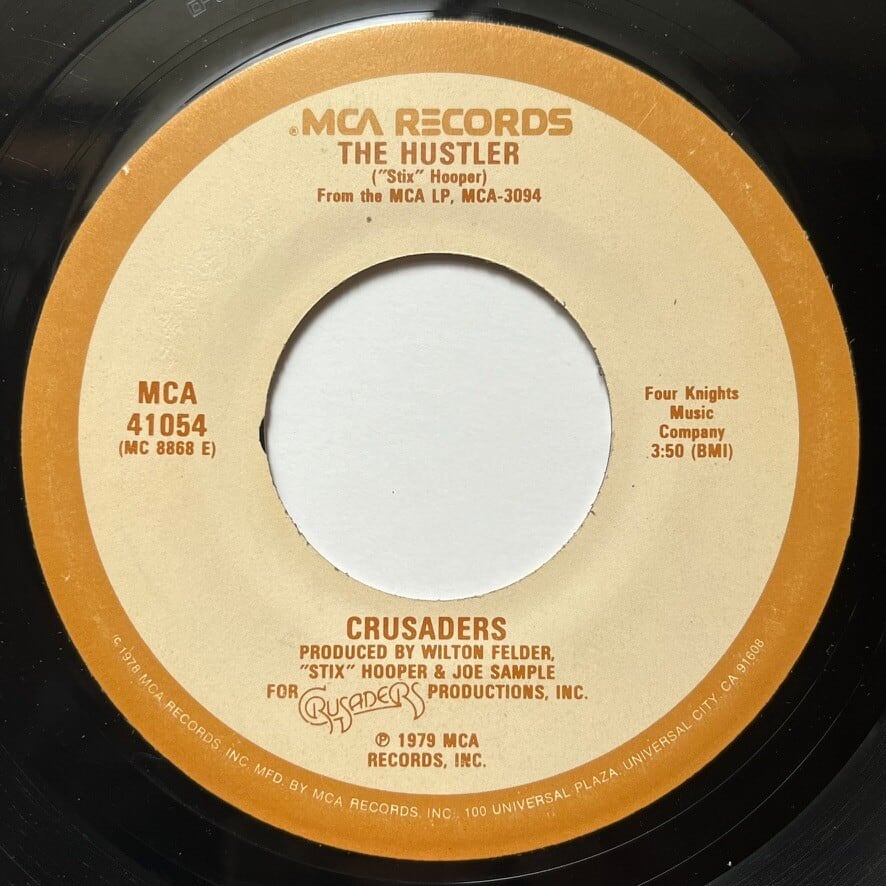 MCA RECORDS
THE HUSTLER
("Stix" Hooper)
From the MCA LP, MCA-3094
MCA
41054
(MC 8868 E)
Four Knights
Music
Company
3:50 (BMI)
CRUSADERS
PRODUCED BY WILTON FELDER,
"STIX" HOOPER & JOE SAMPLE
FOR CRUSADERS PRODUCTIONS, INC.
℗ 1979 MCA
RECORDS, INC.
© 1978 MCA RECORDS, INC. MFD. BY MCA RECORDS, INC., 100 UNIVERSAL PLAZA, UNIVERSAL CITY, CA 91608